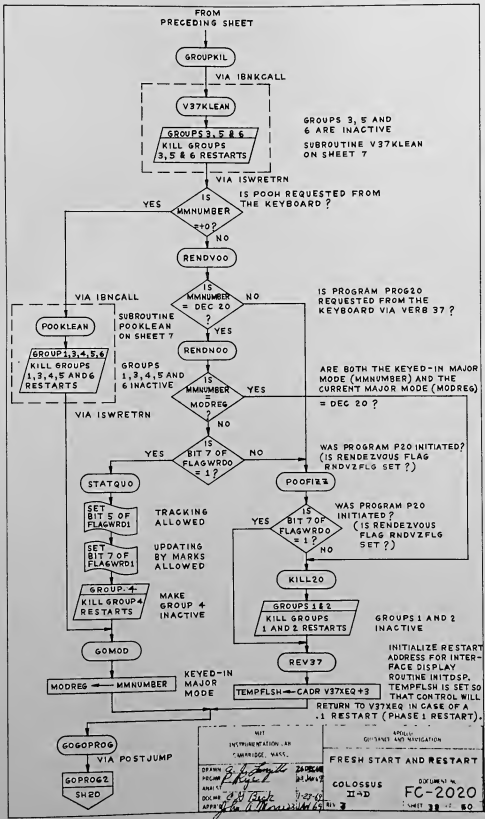 FROM
PRECEDING SHEET
GROUPKIL
VIA IBNKCALL
V37KLEAN
GROUPS 3, 5 & 6
KILL GROUPS
3, 5 & 6 RESTARTS
GROUPS 3, 5 AND
6 ARE INACTIVE
SUBROUTINE V37KLEAN
ON SHEET 7
VIA ISWRETRN
IS
MMNUMBER
=+0?
IS POOH REQUESTED FROM
THE KEYBOARD ?
YES
NO
RENDVOO
IS
MMNUMBER
= DEC 20
?
NO
YES
IS PROGRAM PROG20
REQUESTED FROM THE
KEYBOARD VIA VERB 37 ?
VIA IBNCALL
POOKLEAN
SUBROUTINE
POOKLEAN
ON SHEET 7
GROUP 1,3,4,5,6
KILL GROUPS
1,3,4,5 AND 6
RESTARTS
GROUPS
1,3,4,5 AND
6 INACTIVE
VIA ISWRETRN
RENDNOO
IS
MMNUMBER
=
MODREG
?
YES
NO
ARE BOTH THE KEYED-IN MAJOR
MODE (MMNUMBER) AND THE
CURRENT MAJOR MODE (MODREG)
= DEC 20 ?
IS
BIT 7 OF
FLAGWRDO
= 1 ?
YES
NO
WAS PROGRAM P20 INITIATED?
(IS RENDEZVOUS FLAG
RNDVZFLG SET ?)
STATQUO
SET
BIT 5 OF
FLAGWRD1
TRACKING
ALLOWED
SET
BIT 7 OF
FLAGWRD1
UPDATING
BY MARKS
ALLOWED
GROUP 4
KILL GROUP 4
RESTARTS
MAKE
GROUP 4
INACTIVE
POOFIZZ
IS
BIT 7 OF
FLAGWRDO
= 1 ?
YES
NO
WAS PROGRAM P20
INITIATED ?
(IS RENDEZVOUS
FLAG RNDVZFLG
SET ?)
KILL20
GROUPS 1 & 2
KILL GROUPS
1 AND 2 RESTARTS
GROUPS 1 AND 2
INACTIVE
GOMOD
MODREG ← MMNUMBER
KEYED-IN
MAJOR
MODE
REV37
TEMPFLSH ← CADR V37XEQ +3
INITIALIZE RESTART
ADDRESS FOR INTER-
FACE DISPLAY
ROUTINE INITDSP.
TEMPFLSH IS SET SO
THAT CONTROL WILL
RETURN TO V37XEQ IN CASE OF A
.1 RESTART (PHASE 1 RESTART).
GOGOPROG
VIA POSTJUMP
GOPROG2
SH2D
MIT
INSTRUMENTATION LAB
CAMBRIDGE, MASS.
APOLLO
GUIDANCE AND NAVIGATION
DRAWN
PRGMR
ANALST
DOC MR
APPR'D
FRESH START AND RESTART
COLOSSUS
II-D
DOCUMENT NO.
FC-2020
REV 3
SHEET